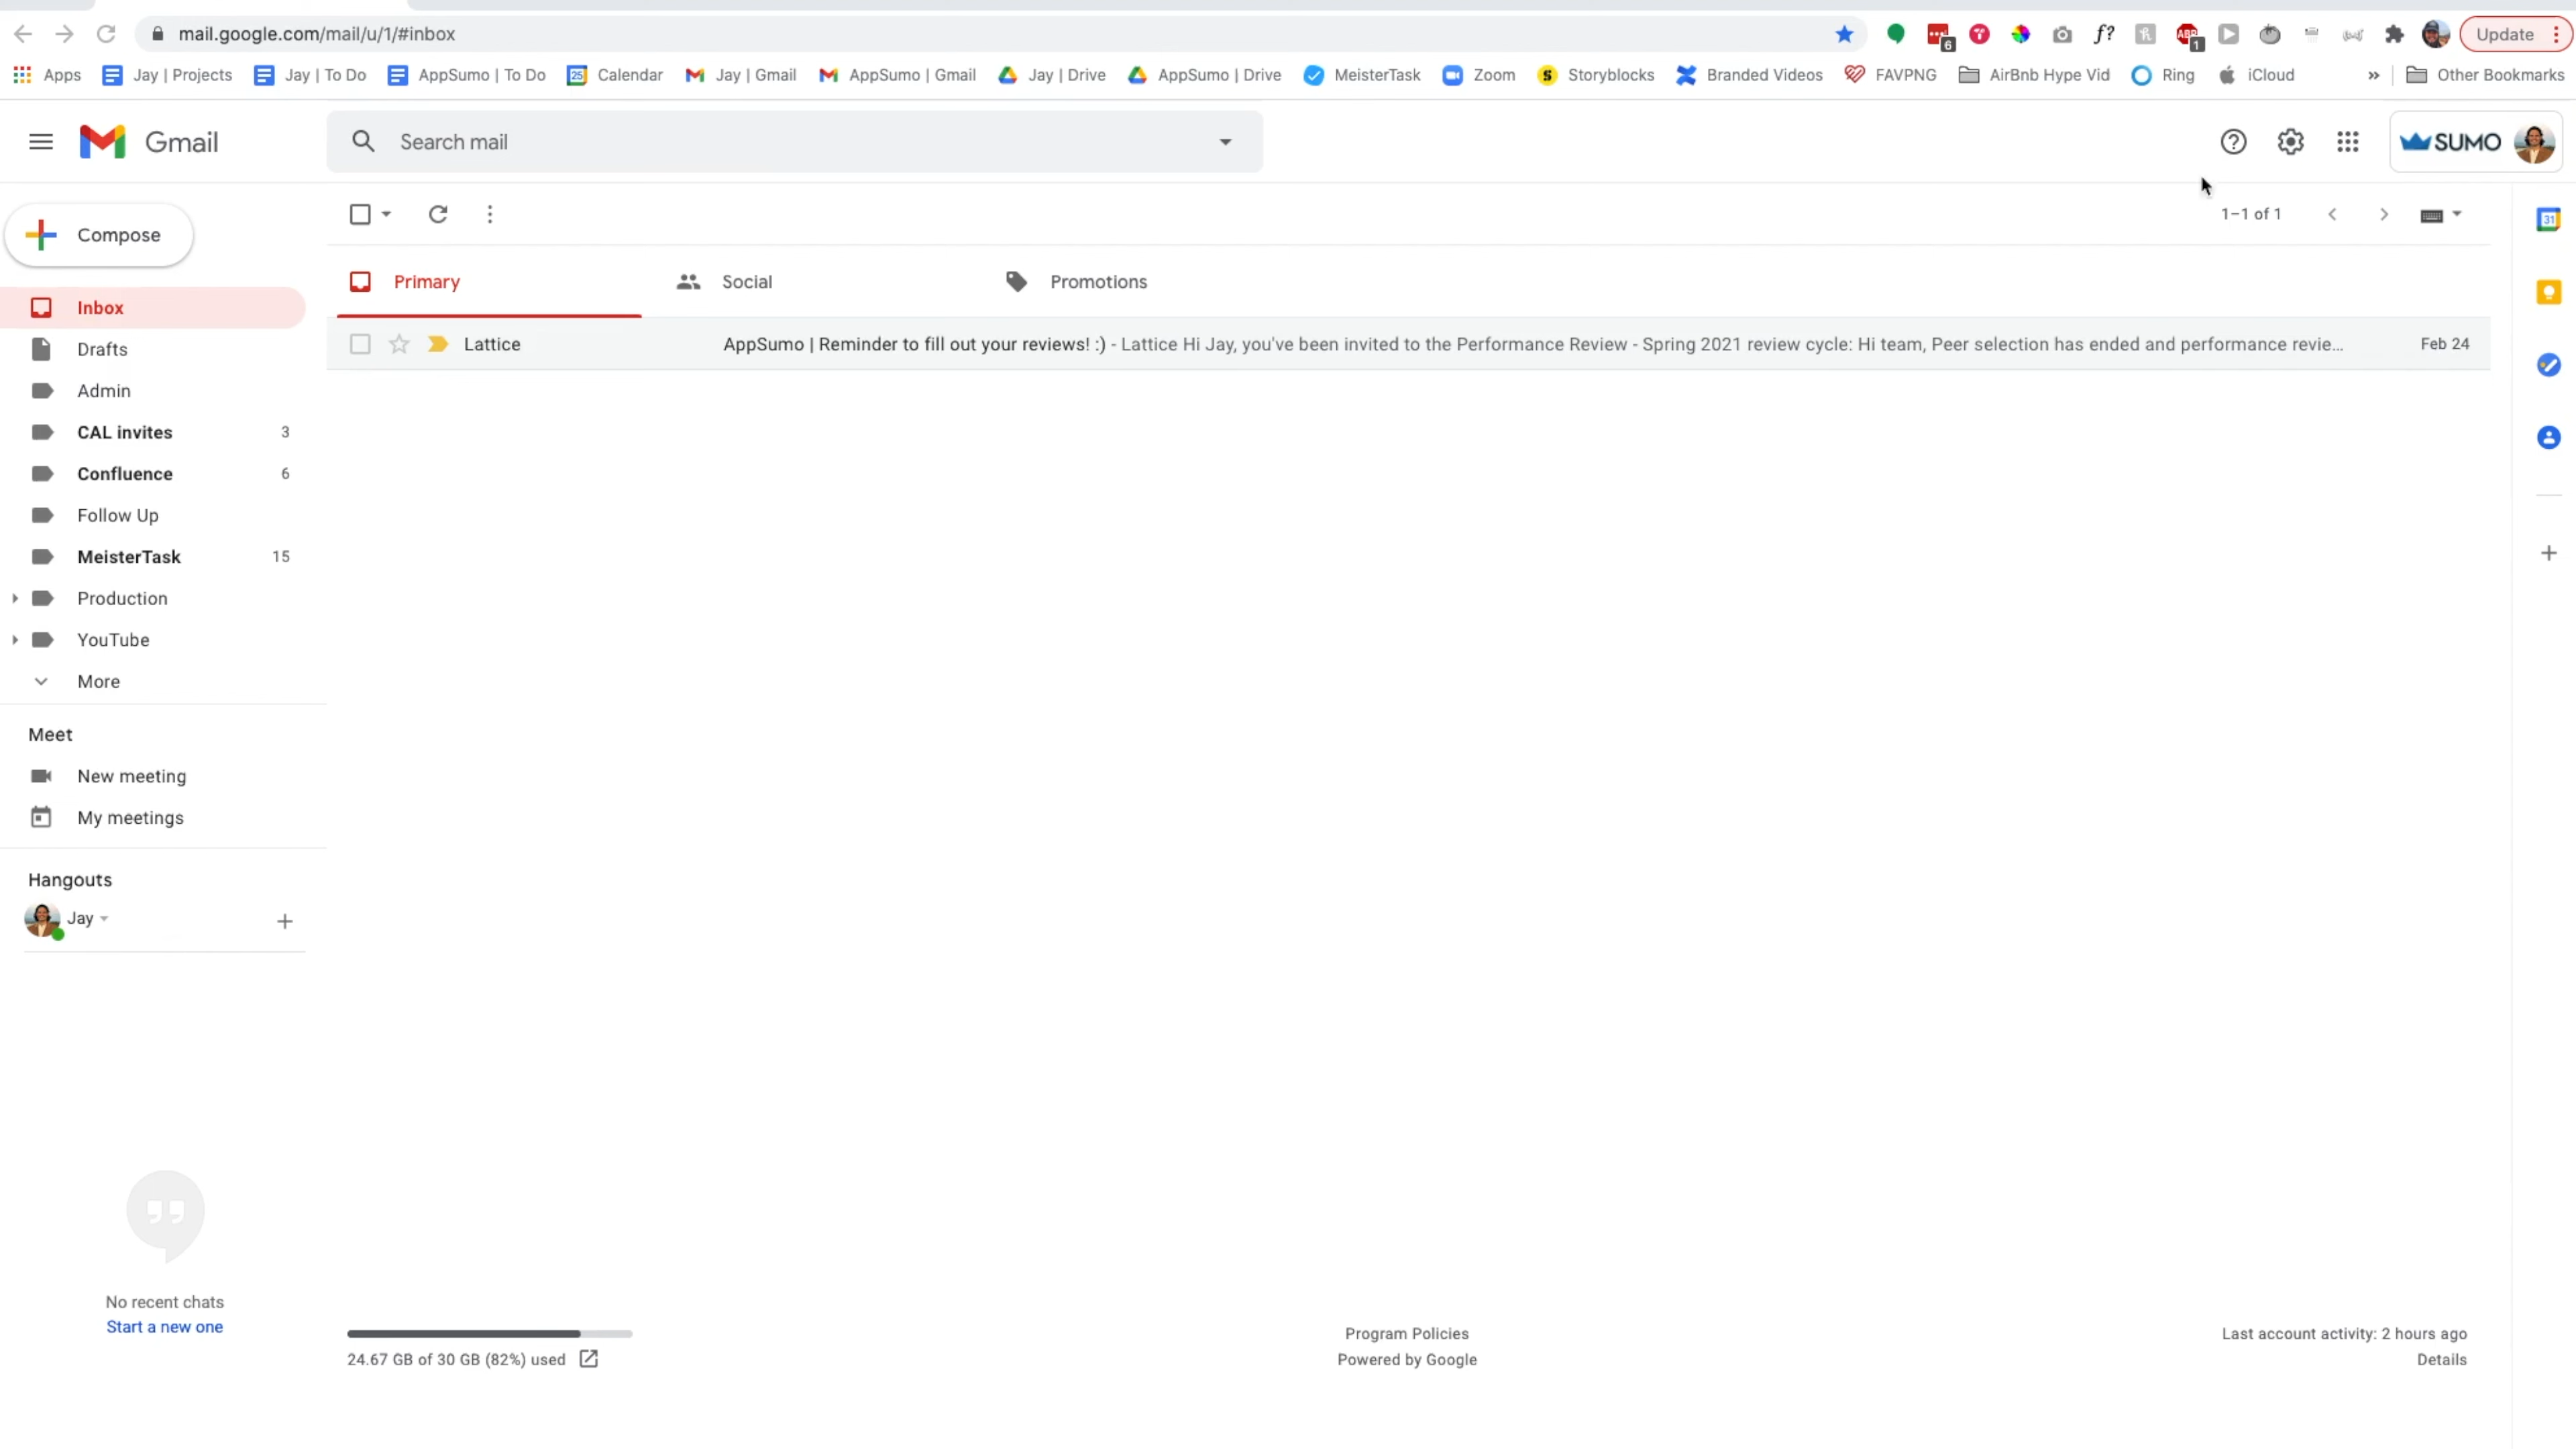 mail.google.com/mail/u/1/#inbox
6
f?
ABP
1
Update
Apps
Jay | Projects
Jay | To Do
AppSumo | To Do
25
Calendar
Jay | Gmail
AppSumo | Gmail
Jay | Drive
AppSumo | Drive
MeisterTask
Zoom
S
Storyblocks
Branded Videos
FAVPNG
AirBnb Hype Vid
Ring
iCloud
»
Other Bookmarks
Gmail
Search mail
SUMO
Compose
1–1 of 1
31
Primary
Social
Promotions
Inbox
Lattice
AppSumo | Reminder to fill out your reviews! :) - Lattice Hi Jay, you've been invited to the Performance Review - Spring 2021 review cycle: Hi team, Peer selection has ended and performance revie…
Feb 24
Drafts
Admin
CAL invites 3
Confluence 6
Follow Up
MeisterTask 15
Production
YouTube
More
Meet
New meeting
My meetings
Hangouts
Jay
No recent chats
Start a new one
24.67 GB of 30 GB (82%) used
Program Policies
Powered by Google
Last account activity: 2 hours ago
Details